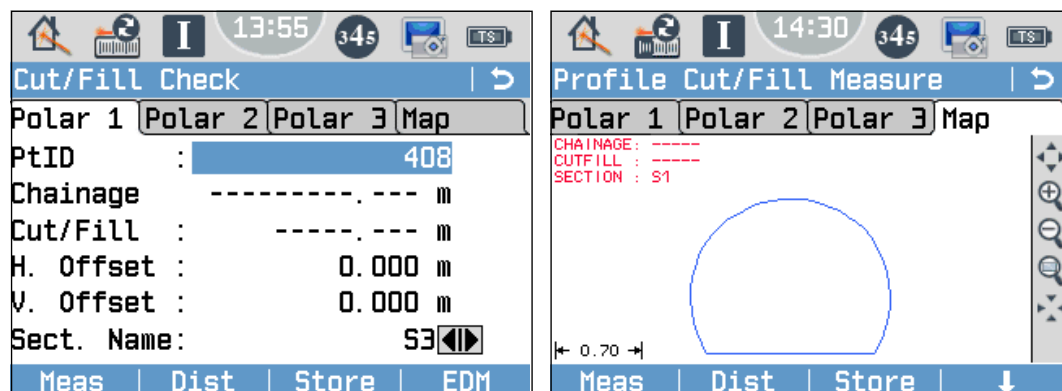 13:55 345 TS
Cut/Fill Check
Polar 1 Polar 2 Polar 3 Map
PtID : 408
Chainage ---------.--- m
Cut/Fill : -----.--- m
H. Offset : 0.000 m
V. Offset : 0.000 m
Sect. Name: S3
Meas Dist Store EDM
14:30 345 TS
Profile Cut/Fill Measure
Polar 1 Polar 2 Polar 3 Map
CHAINAGE: -----
CUTFILL : -----
SECTION : S1
0.70
Meas Dist Store